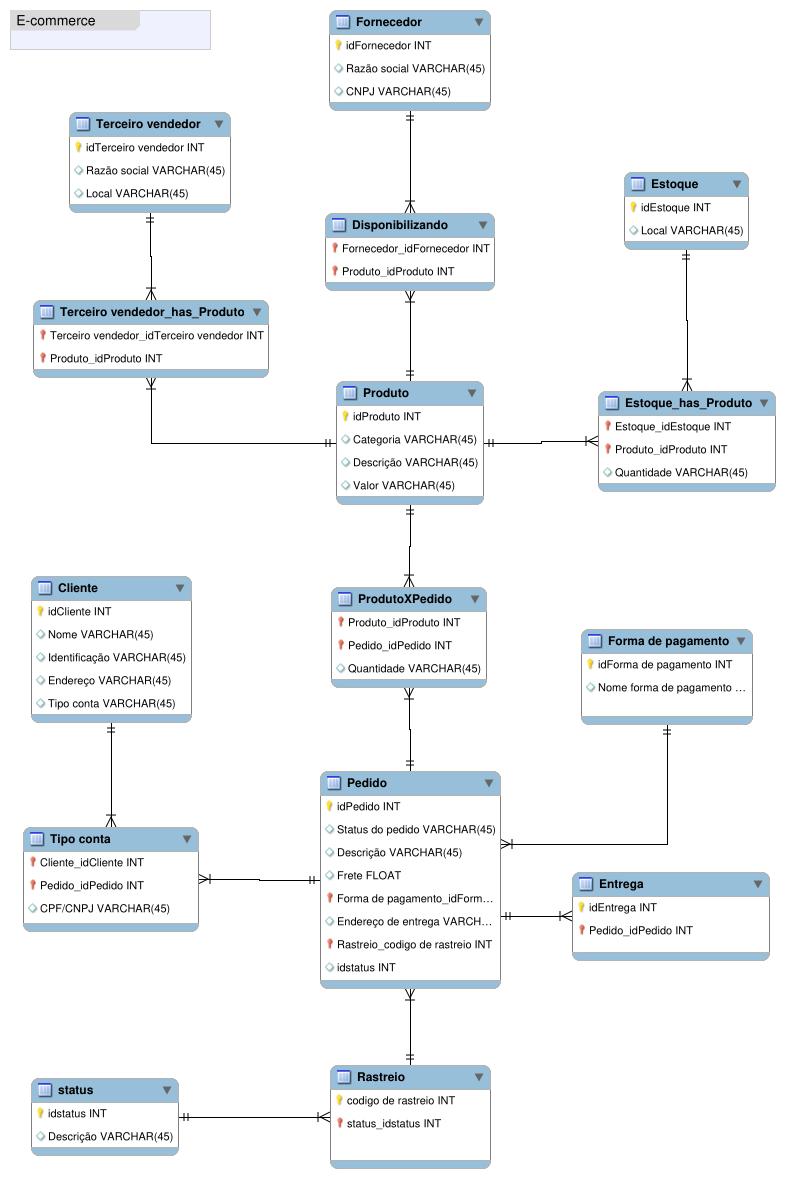 E-commerce
Fornecedor
idFornecedor INT
Razão social VARCHAR(45)
CNPJ VARCHAR(45)
Terceiro vendedor
idTerceiro vendedor INT
Razão social VARCHAR(45)
Local VARCHAR(45)
Estoque
idEstoque INT
Local VARCHAR(45)
Disponibilizando
Fornecedor_idFornecedor INT
Produto_idProduto INT
Terceiro vendedor_has_Produto
Terceiro vendedor_idTerceiro vendedor INT
Produto_idProduto INT
Produto
idProduto INT
Categoria VARCHAR(45)
Descrição VARCHAR(45)
Valor VARCHAR(45)
Estoque_has_Produto
Estoque_idEstoque INT
Produto_idProduto INT
Quantidade VARCHAR(45)
Cliente
idCliente INT
Nome VARCHAR(45)
Identificação VARCHAR(45)
Endereço VARCHAR(45)
Tipo conta VARCHAR(45)
ProdutoXPedido
Produto_idProduto INT
Pedido_idPedido INT
Quantidade VARCHAR(45)
Forma de pagamento
idForma de pagamento INT
Nome forma de pagamento ...
Pedido
idPedido INT
Status do pedido VARCHAR(45)
Descrição VARCHAR(45)
Frete FLOAT
Forma de pagamento_idForm...
Endereço de entrega VARCH...
Rastreio_codigo de rastreio INT
idstatus INT
Tipo conta
Cliente_idCliente INT
Pedido_idPedido INT
CPF/CNPJ VARCHAR(45)
Entrega
idEntrega INT
Pedido_idPedido INT
status
idstatus INT
Descrição VARCHAR(45)
Rastreio
codigo de rastreio INT
status_idstatus INT